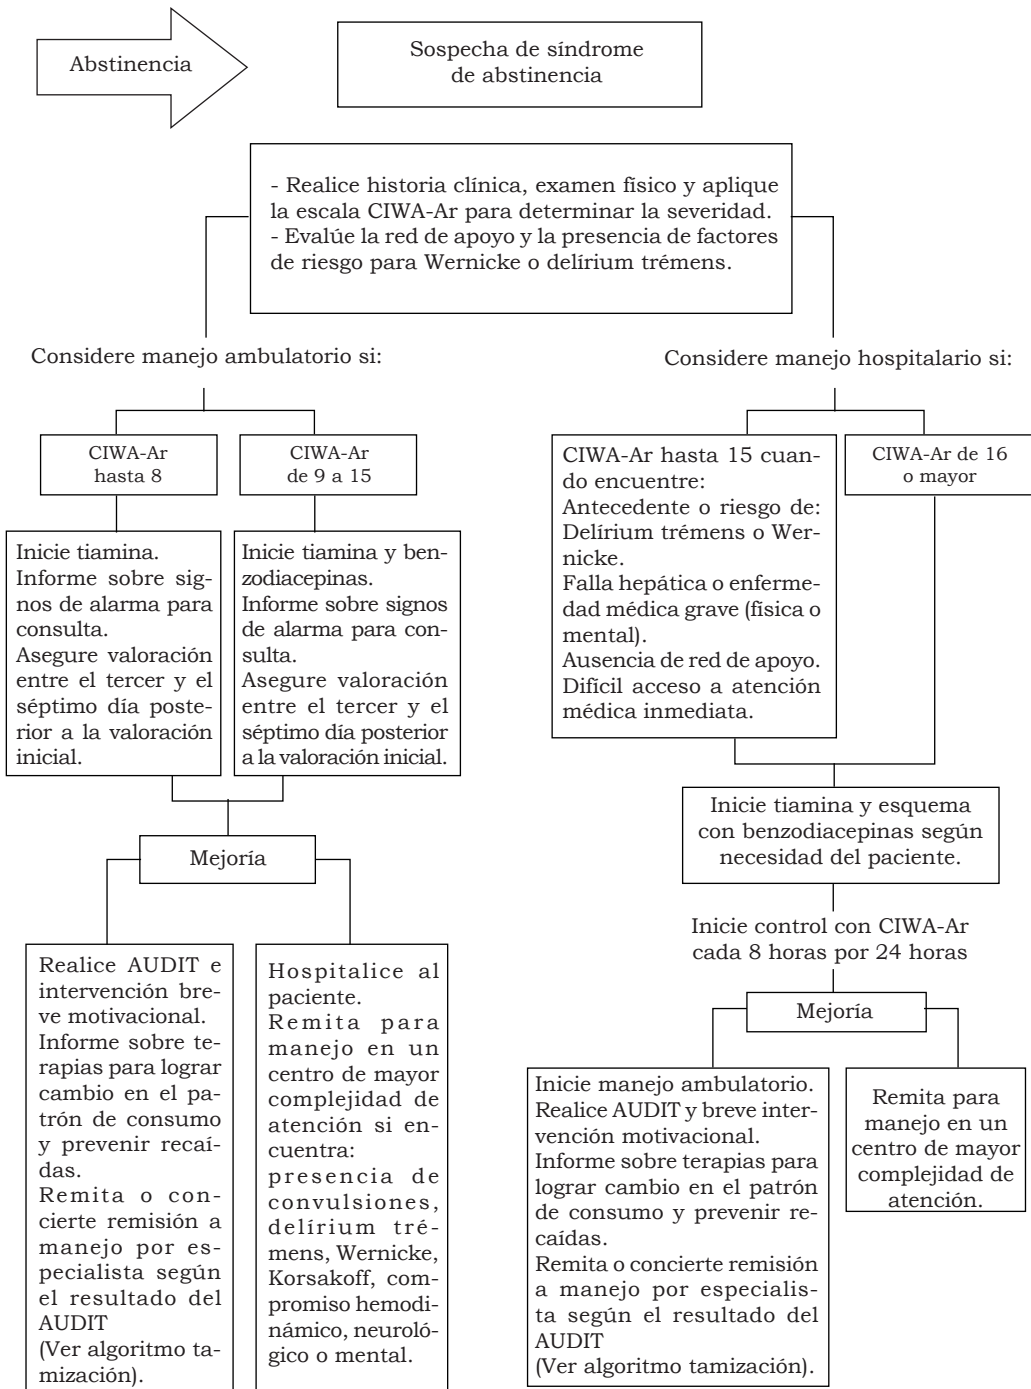 Abstinencia
Sospecha de síndrome
de abstinencia
- Realice historia clínica, examen físico y aplique
la escala CIWA-Ar para determinar la severidad.
- Evalúe la red de apoyo y la presencia de factores
de riesgo para Wernicke o delírium trémens.
Considere manejo ambulatorio si:
CIWA-Ar
hasta 8
CIWA-Ar
de 9 a 15
Inicie tiamina.
Informe sobre sig-
nos de alarma para
consulta.
Asegure valoración
entre el tercer y el
séptimo día poste-
rior a la valoración
inicial.
Inicie tiamina y ben-
zodiacepinas.
Informe sobre signos
de alarma para con-
sulta.
Asegure valoración
entre el tercer y el
séptimo día posterior
a la valoración inicial.
Mejoría
Realice AUDIT e
intervención bre-
ve motivacional.
Informe sobre te-
rapias para lograr
cambio en el pa-
trón de consumo
y prevenir recaí-
das.
Remita o con-
cierte remisión a
manejo por es-
pecialista según
el resultado del
AUDIT
(Ver algoritmo ta-
mización).
Hospitalice al
paciente.
Remita para
manejo en un
centro de mayor
complejidad de
atención si en-
cuentra:
presencia de
convulsiones,
delírium tré-
mens, Wernicke,
Korsakoff, com-
promiso hemodi-
námico, neuroló-
gico o mental.
Considere manejo hospitalario si:
CIWA-Ar hasta 15 cuan-
do encuentre:
Antecedente o riesgo de:
Delírium trémens o Wer-
nicke.
Falla hepática o enferme-
dad médica grave (física o
mental).
Ausencia de red de apoyo.
Difícil acceso a atención
médica inmediata.
CIWA-Ar de 16
o mayor
Inicie tiamina y esquema
con benzodiacepinas según
necesidad del paciente.
Inicie control con CIWA-Ar
cada 8 horas por 24 horas
Mejoría
Inicie manejo ambulatorio.
Realice AUDIT y breve inter-
vención motivacional.
Informe sobre terapias para
lograr cambio en el patrón
de consumo y prevenir re-
caídas.
Remita o concierte remisión
a manejo por especialis-
ta según el resultado del
AUDIT
(Ver algoritmo tamización).
Remita para
manejo en un
centro de mayor
complejidad de
atención.